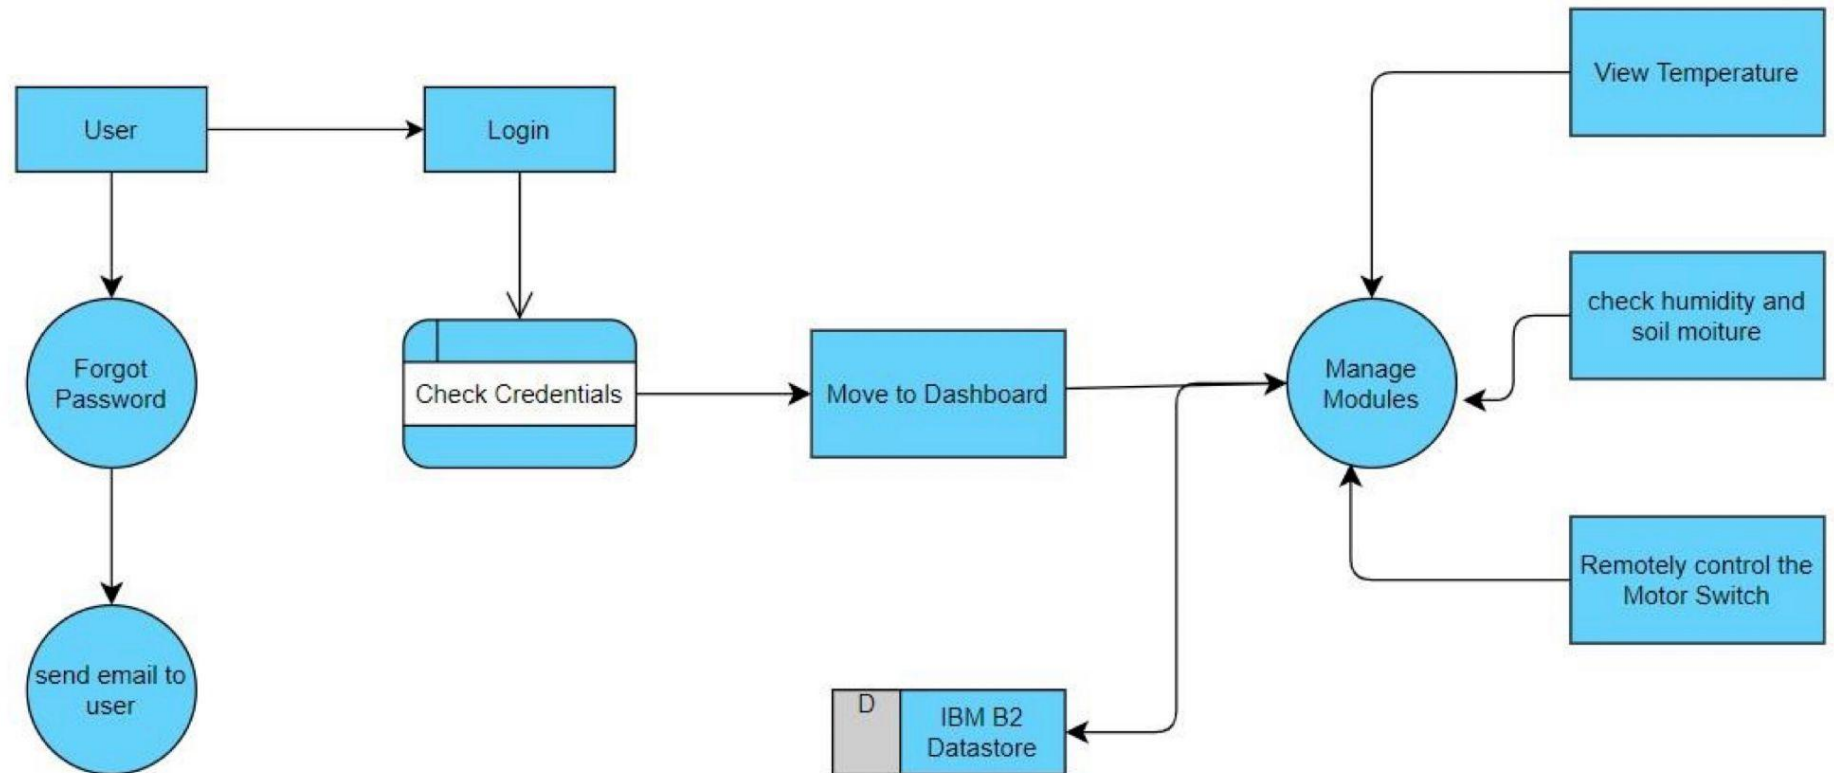 View Temperature
User
Login
check humidity and
soil moiture
Forgot
Password
Check Credentials
Move to Dashboard
Manage
Modules
Remotely control the
Motor Switch
send email to
user
D
IBM B2
Datastore